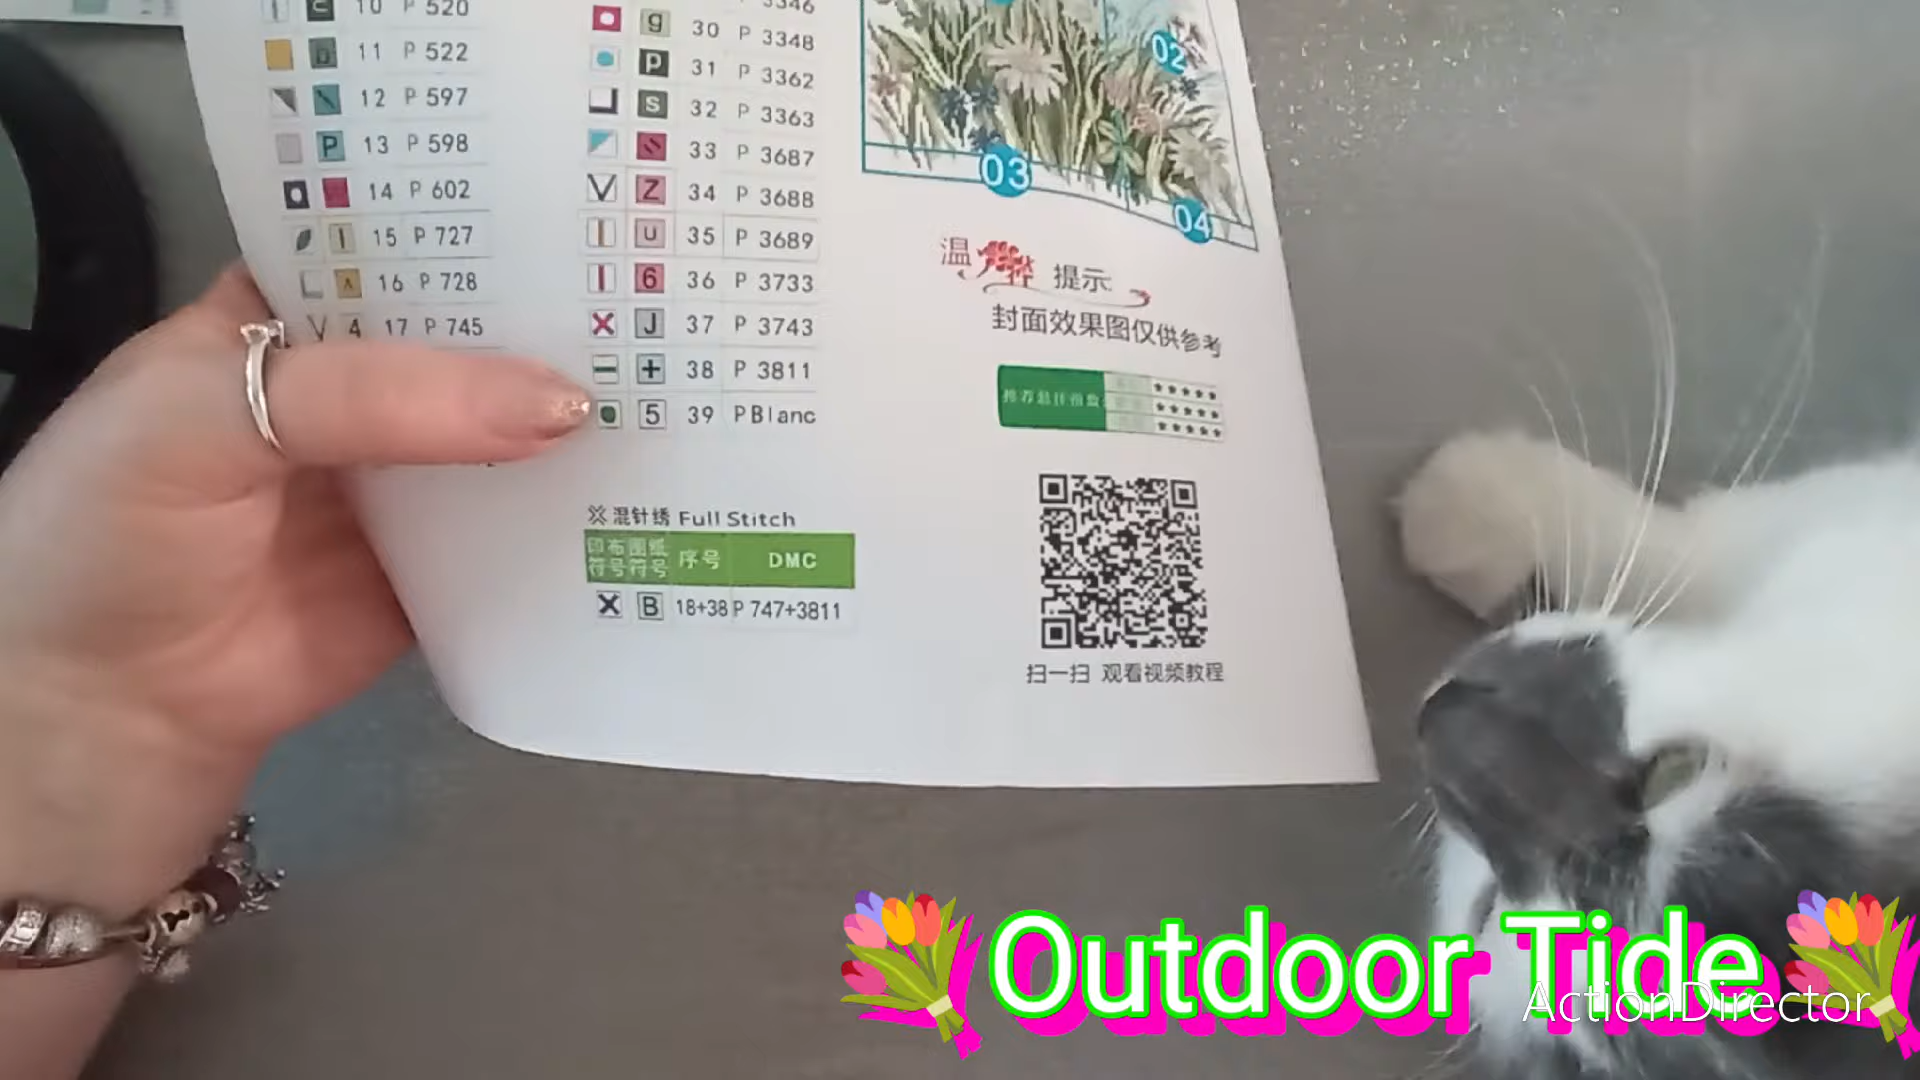 10 P 520
11 P 522
12 P 597
P 13 P 598
14 P 602
15 P 727
16 P 728
4 17 P 745
3346
g 30 P 3348
P 31 P 3362
S 32 P 3363
33 P 3687
Z 34 P 3688
U 35 P 3689
6 36 P 3733
J 37 P 3743
+ 38 P 3811
5 39 P Blanc
混针绣 Full Stitch
印布图纸 序号 DMC
符号符号
B 18+38 P 747+3811
02
03
04
温馨提示
封面效果图仅供参考
★★★★★
★★★★★
★★★★★
扫一扫 观看视频教程
Outdoor Tide
ActionDirector